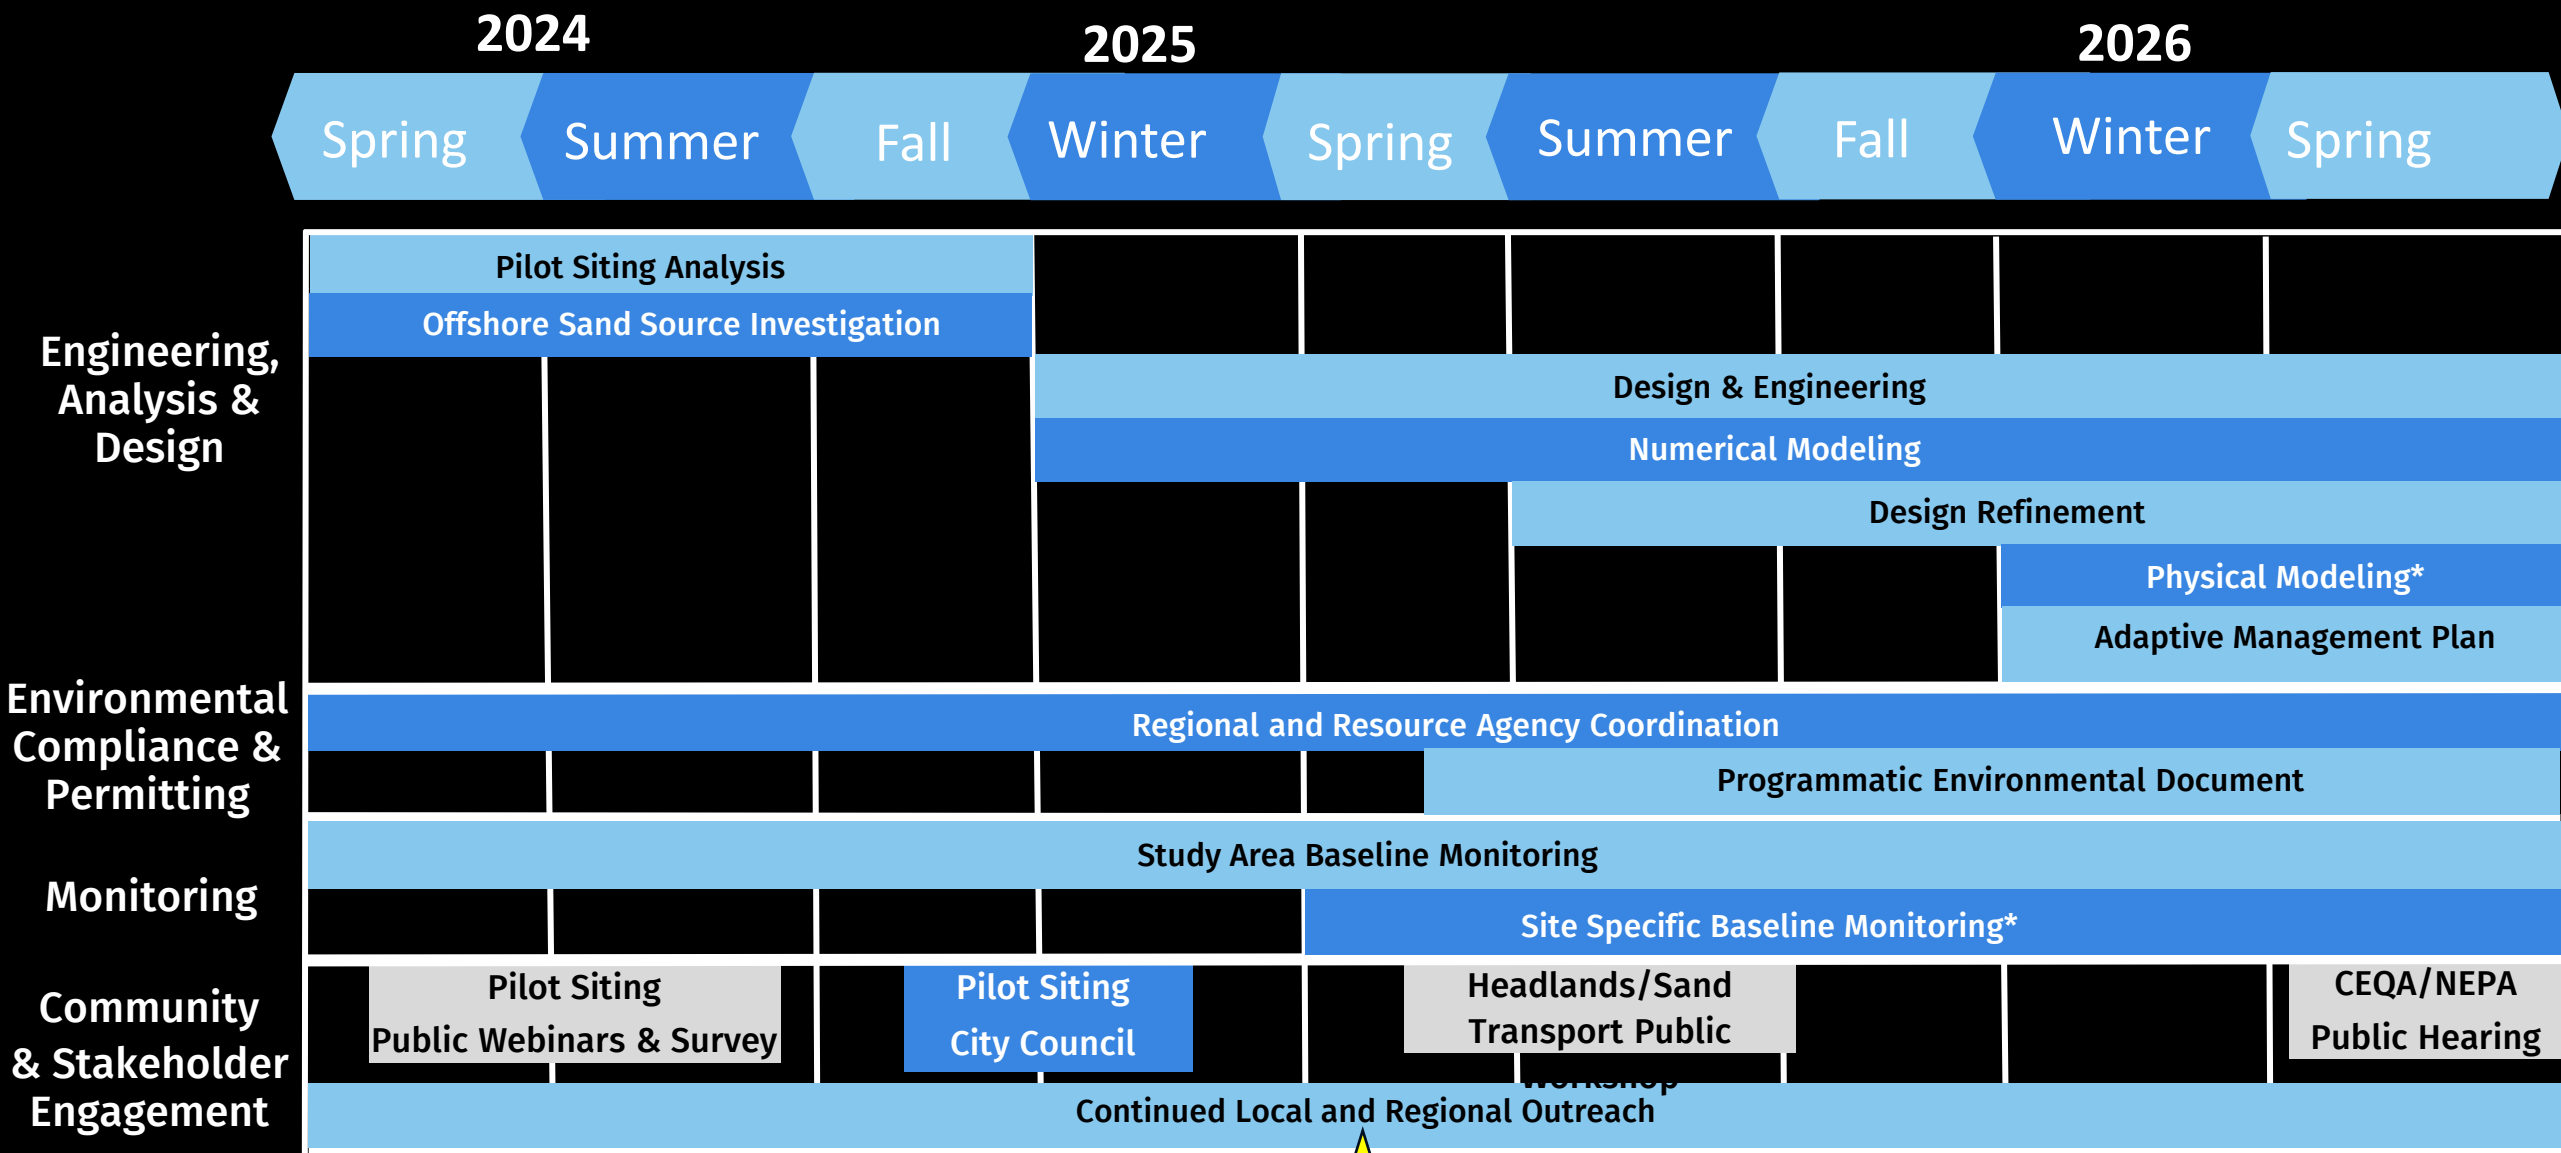 2024
2025
2026
Spring
Summer
Fall
Winter
Spring
Summer
Fall
Winter
Spring
Engineering,
Analysis &
Design
Pilot Siting Analysis
Offshore Sand Source Investigation
Design & Engineering
Numerical Modeling
Design Refinement
Physical Modeling*
Adaptive Management Plan
Environmental
Compliance &
Permitting
Regional and Resource Agency Coordination
Programmatic Environmental Document
Monitoring
Study Area Baseline Monitoring
Site Specific Baseline Monitoring*
Community
& Stakeholder
Engagement
Pilot Siting
Public Webinars & Survey
Pilot Siting
City Council
Headlands/Sand
Transport Public
Workshop
CEQA/NEPA
Public Hearing
Continued Local and Regional Outreach